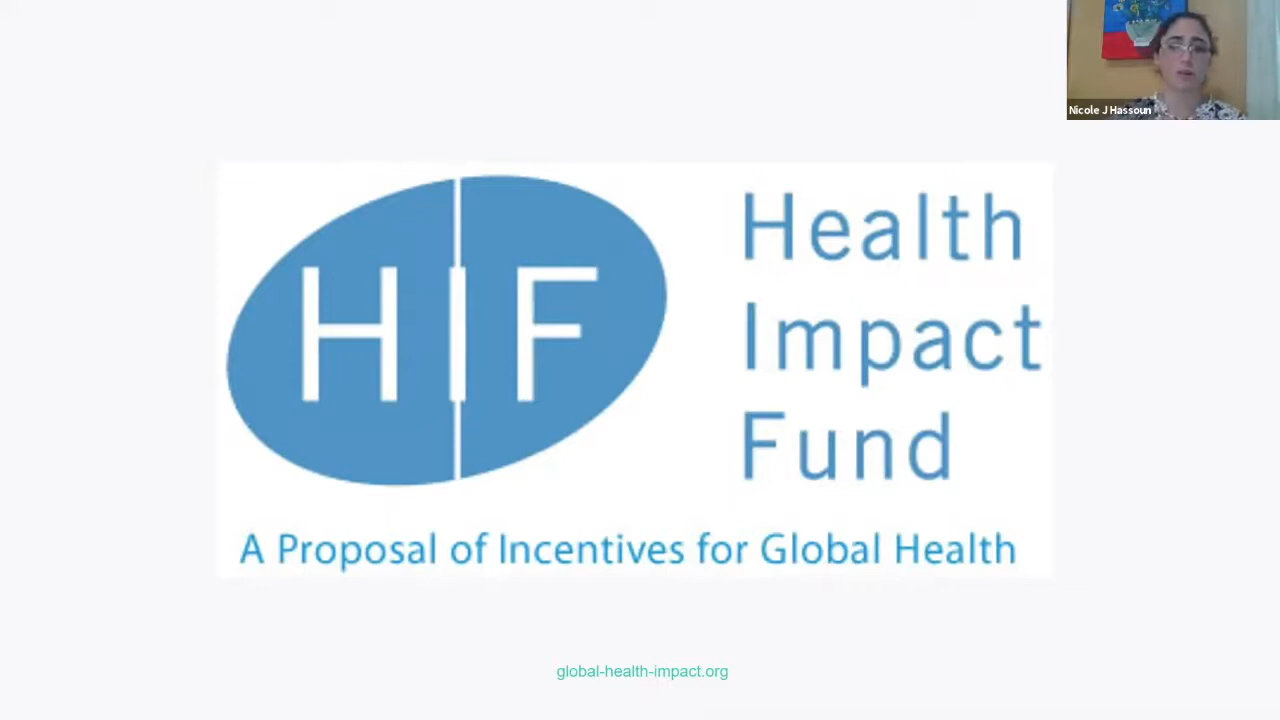 Nicole J Hassoun
HIF
Health
Impact
Fund
A Proposal of Incentives for Global Health
global-health-impact.org